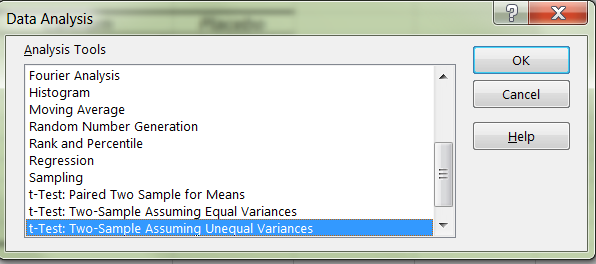 Placebo
Data Analysis
Analysis Tools
Fourier Analysis
Histogram
Moving Average
Random Number Generation
Rank and Percentile
Regression
Sampling
t-Test: Paired Two Sample for Means
t-Test: Two-Sample Assuming Equal Variances
t-Test: Two-Sample Assuming Unequal Variances
OK
Cancel
Help